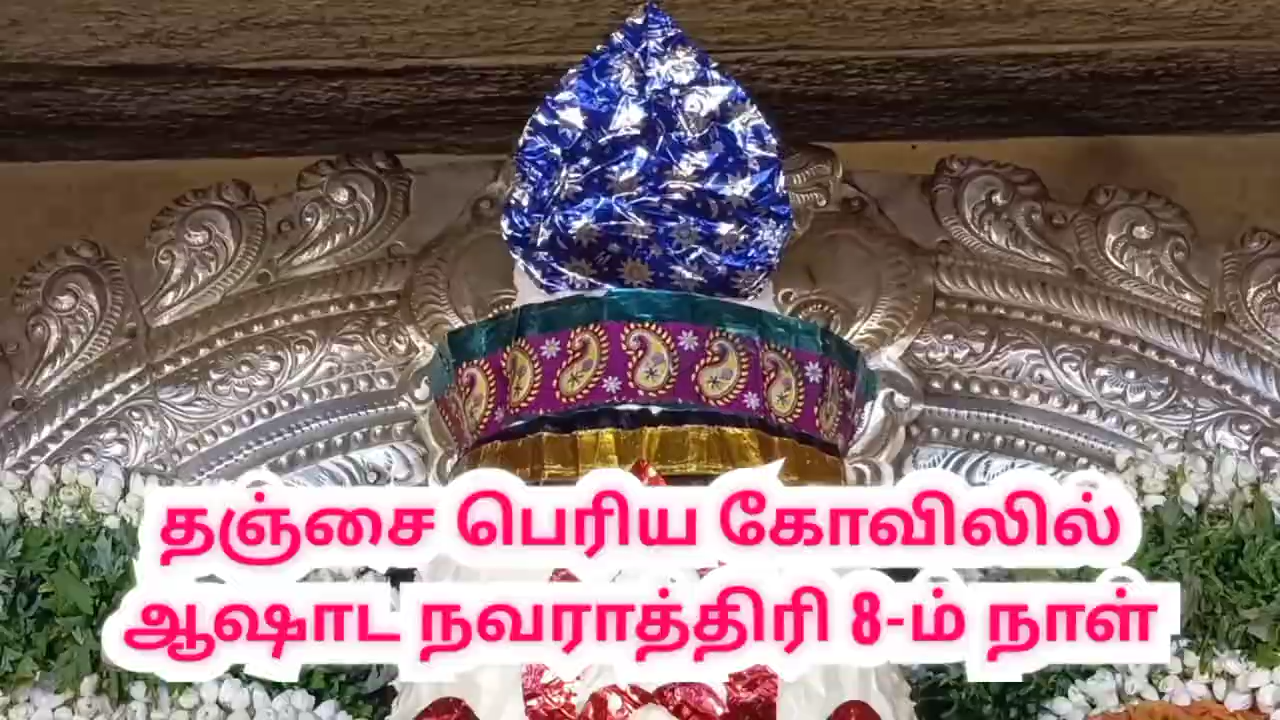 தஞ்சை பெரிய கோவிலில்
ஆஷாட நவராத்திரி 8-ம் நாள்